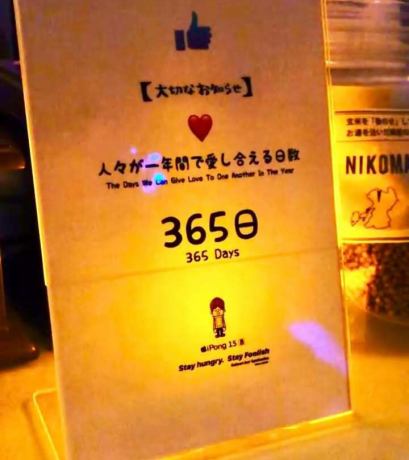 【大切なお知らせ】
人々が一年間で愛し合える日数
The Days We Can Give Love To One Another In The Year
365日
365 Days
iPong 15
Stay hungry. Stay Foolish
NIKOMA